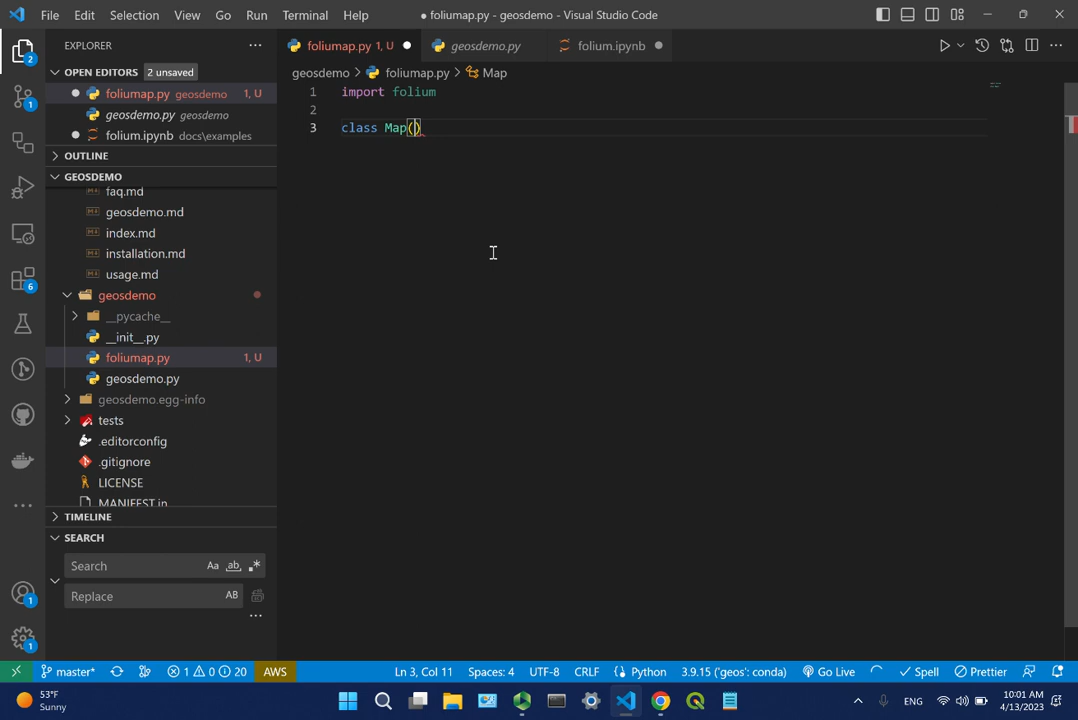 File Edit Selection View Go Run Terminal Help
● foliumap.py - geosdemo - Visual Studio Code
EXPLORER
OPEN EDITORS 2 unsaved
foliumap.py geosdemo 1, U
geosdemo.py geosdemo
folium.ipynb docs\examples
OUTLINE
GEOSDEMO
faq.md
geosdemo.md
index.md
installation.md
usage.md
geosdemo
__pycache__
__init__.py
foliumap.py 1, U
geosdemo.py
geosdemo.egg-info
tests
.editorconfig
.gitignore
LICENSE
MANIFEST.in
TIMELINE
SEARCH
Search Aa ab
Replace AB
foliumap.py 1, U
geosdemo.py
folium.ipynb
geosdemo > foliumap.py > Map
1 import folium
2
3 class Map()
2
1
6
1
1
master* 1 0 20 AWS
Ln 3, Col 11 Spaces: 4 UTF-8 CRLF Python 3.9.15 ('geos': conda) Go Live Spell Prettier
53°F
Sunny
ENG
10:01 AM
4/13/2023